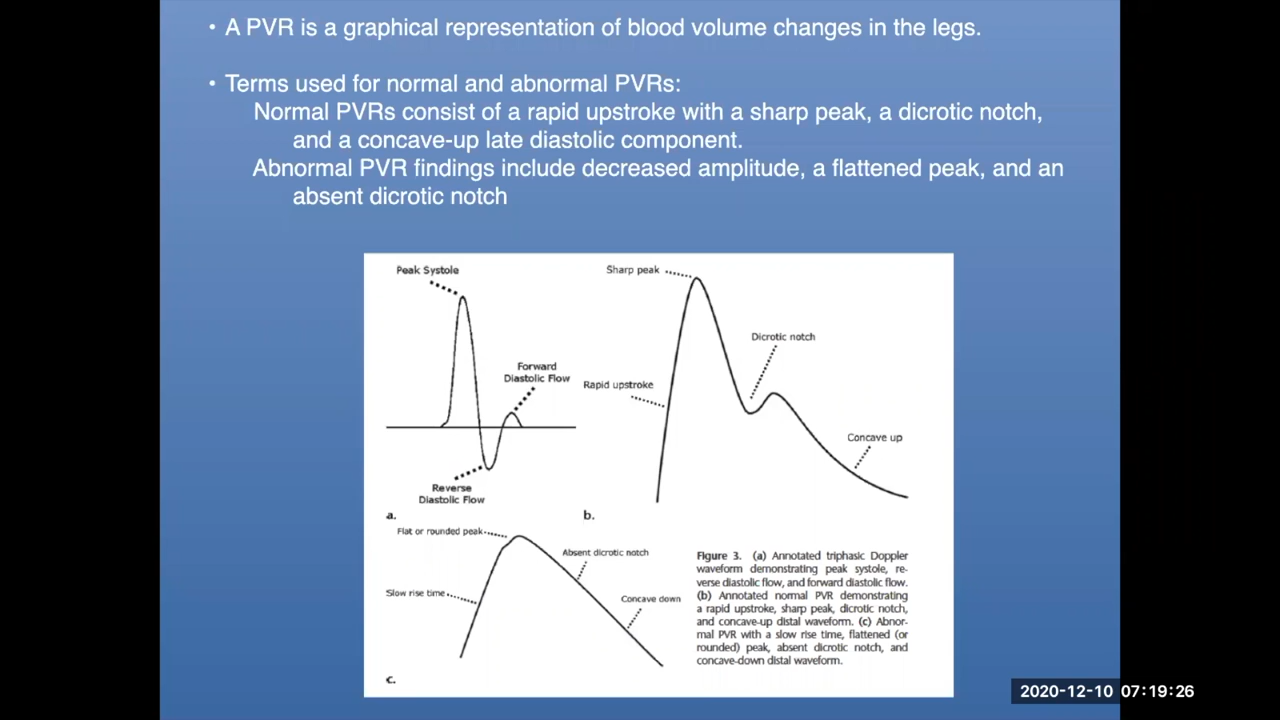 • A PVR is a graphical representation of blood volume changes in the legs.
• Terms used for normal and abnormal PVRs:
Normal PVRs consist of a rapid upstroke with a sharp peak, a dicrotic notch,
and a concave-up late diastolic component.
Abnormal PVR findings include decreased amplitude, a flattened peak, and an
absent dicrotic notch
Peak Systole
Forward
Diastolic Flow
Reverse
Diastolic Flow
a.
Sharp peak
Dicrotic notch
Rapid upstroke
Concave up
b.
Flat or rounded peak
Absent dicrotic notch
Slow rise time
Concave down
c.
Figure 3. (a) Annotated triphasic Doppler
waveform demonstrating peak systole, re-
verse diastolic flow, and forward diastolic flow.
(b) Annotated normal PVR demonstrating
a rapid upstroke, sharp peak, dicrotic notch,
and concave-up distal waveform. (c) Abnor-
mal PVR with a slow rise time, flattened (or
rounded) peak, absent dicrotic notch, and
concave-down distal waveform.
2020-12-10 07:19:26